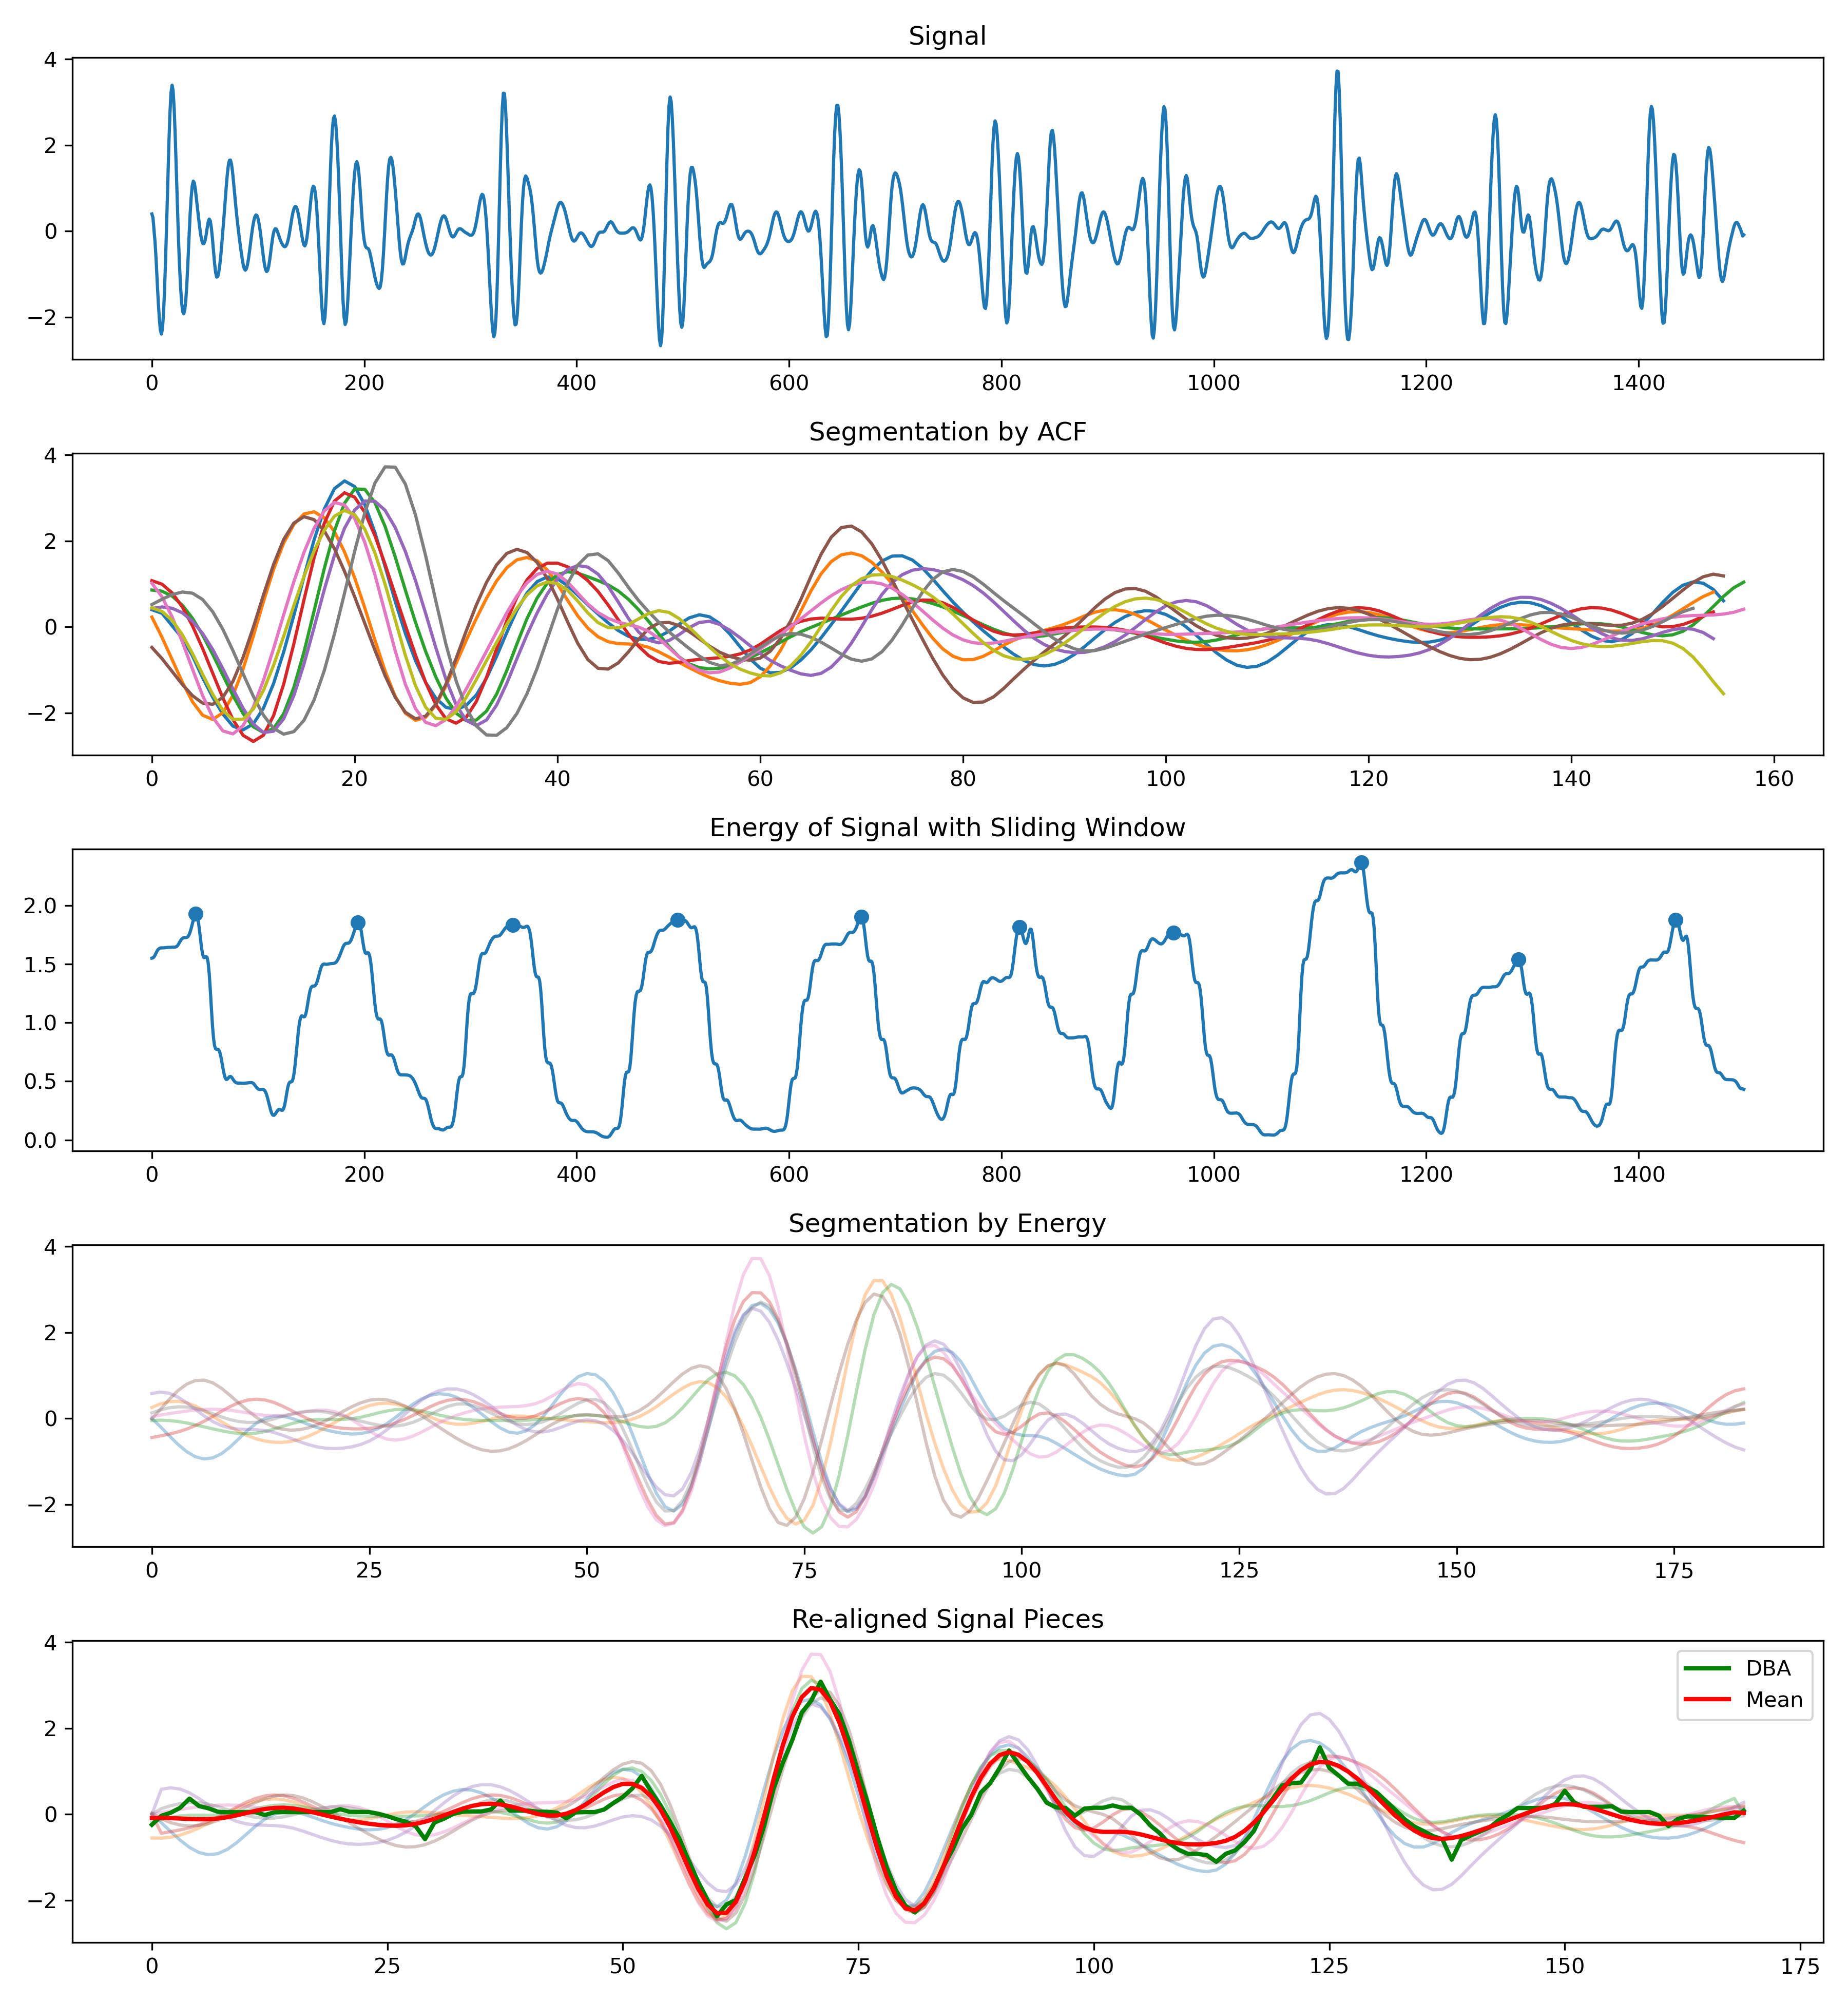 Signal
4
2
0
−2
0 200 400 600 800 1000 1200 1400
Segmentation by ACF
4
2
0
−2
0 20 40 60 80 100 120 140 160
Energy of Signal with Sliding Window
2.0
1.5
1.0
0.5
0.0
0 200 400 600 800 1000 1200 1400
Segmentation by Energy
4
2
0
−2
0 25 50 75 100 125 150 175
Re-aligned Signal Pieces
4
DBA
Mean
2
0
−2
0 25 50 75 100 125 150 175